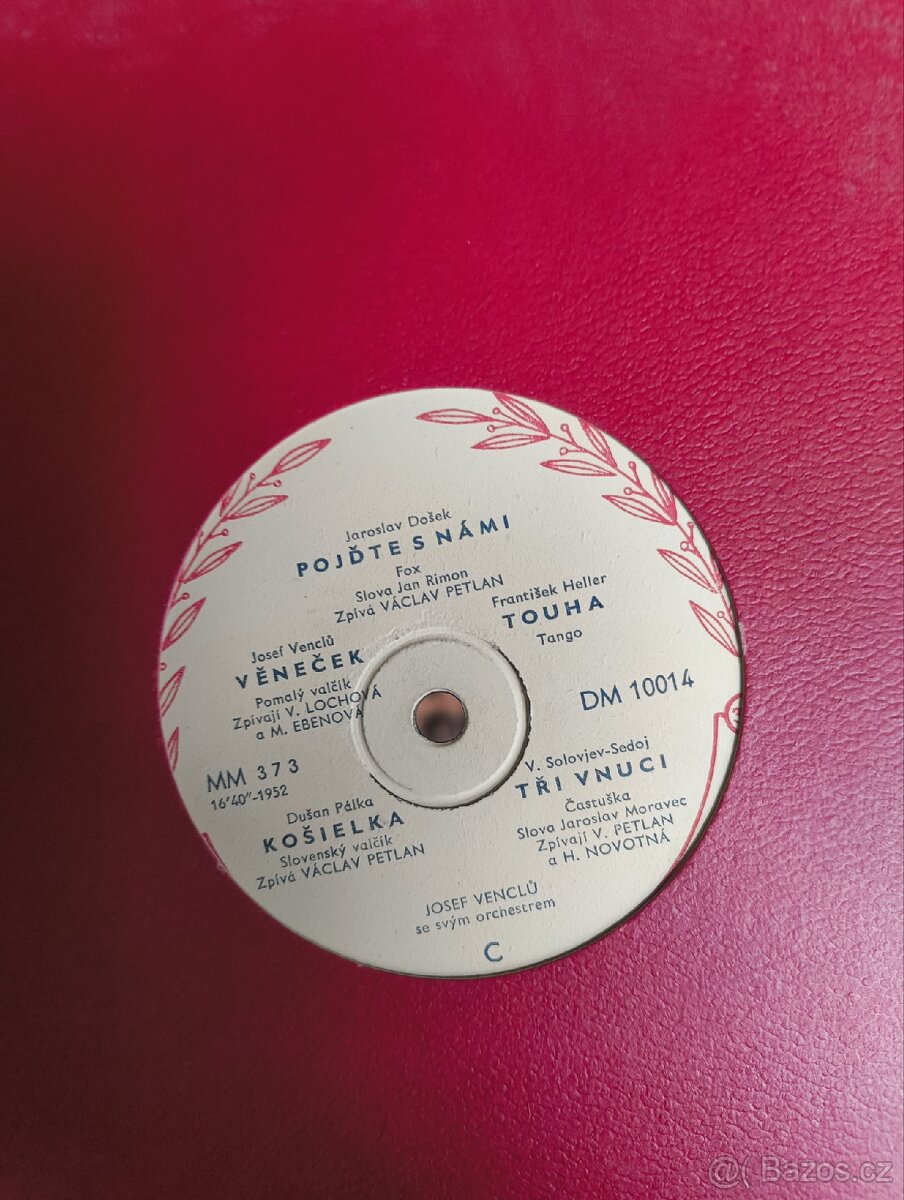 Jaroslav Došek
POJĎTE S NÁMI
Fox
Slova Jan Rimon
Zpívá VÁCLAV PETLAN
František Heller
TOUHA
Tango
Josef Venclů
VĚNEČEK
Pomalý valčík
Zpívají V. LOCHOVÁ
a M. EBENOVÁ
DM 10014
MM 373
16'40"-1952
V. Solovjev-Sedoj
TŘI VNUCI
Častuška
Slova Jaroslav Moravec
Zpívají V. PETLAN
a H. NOVOTNÁ
Dušan Pálka
KOŠIELKA
Slovenský valčík
Zpívá VÁCLAV PETLAN
JOSEF VENCLŮ
se svým orchestrem
C
@( Bazos.cz